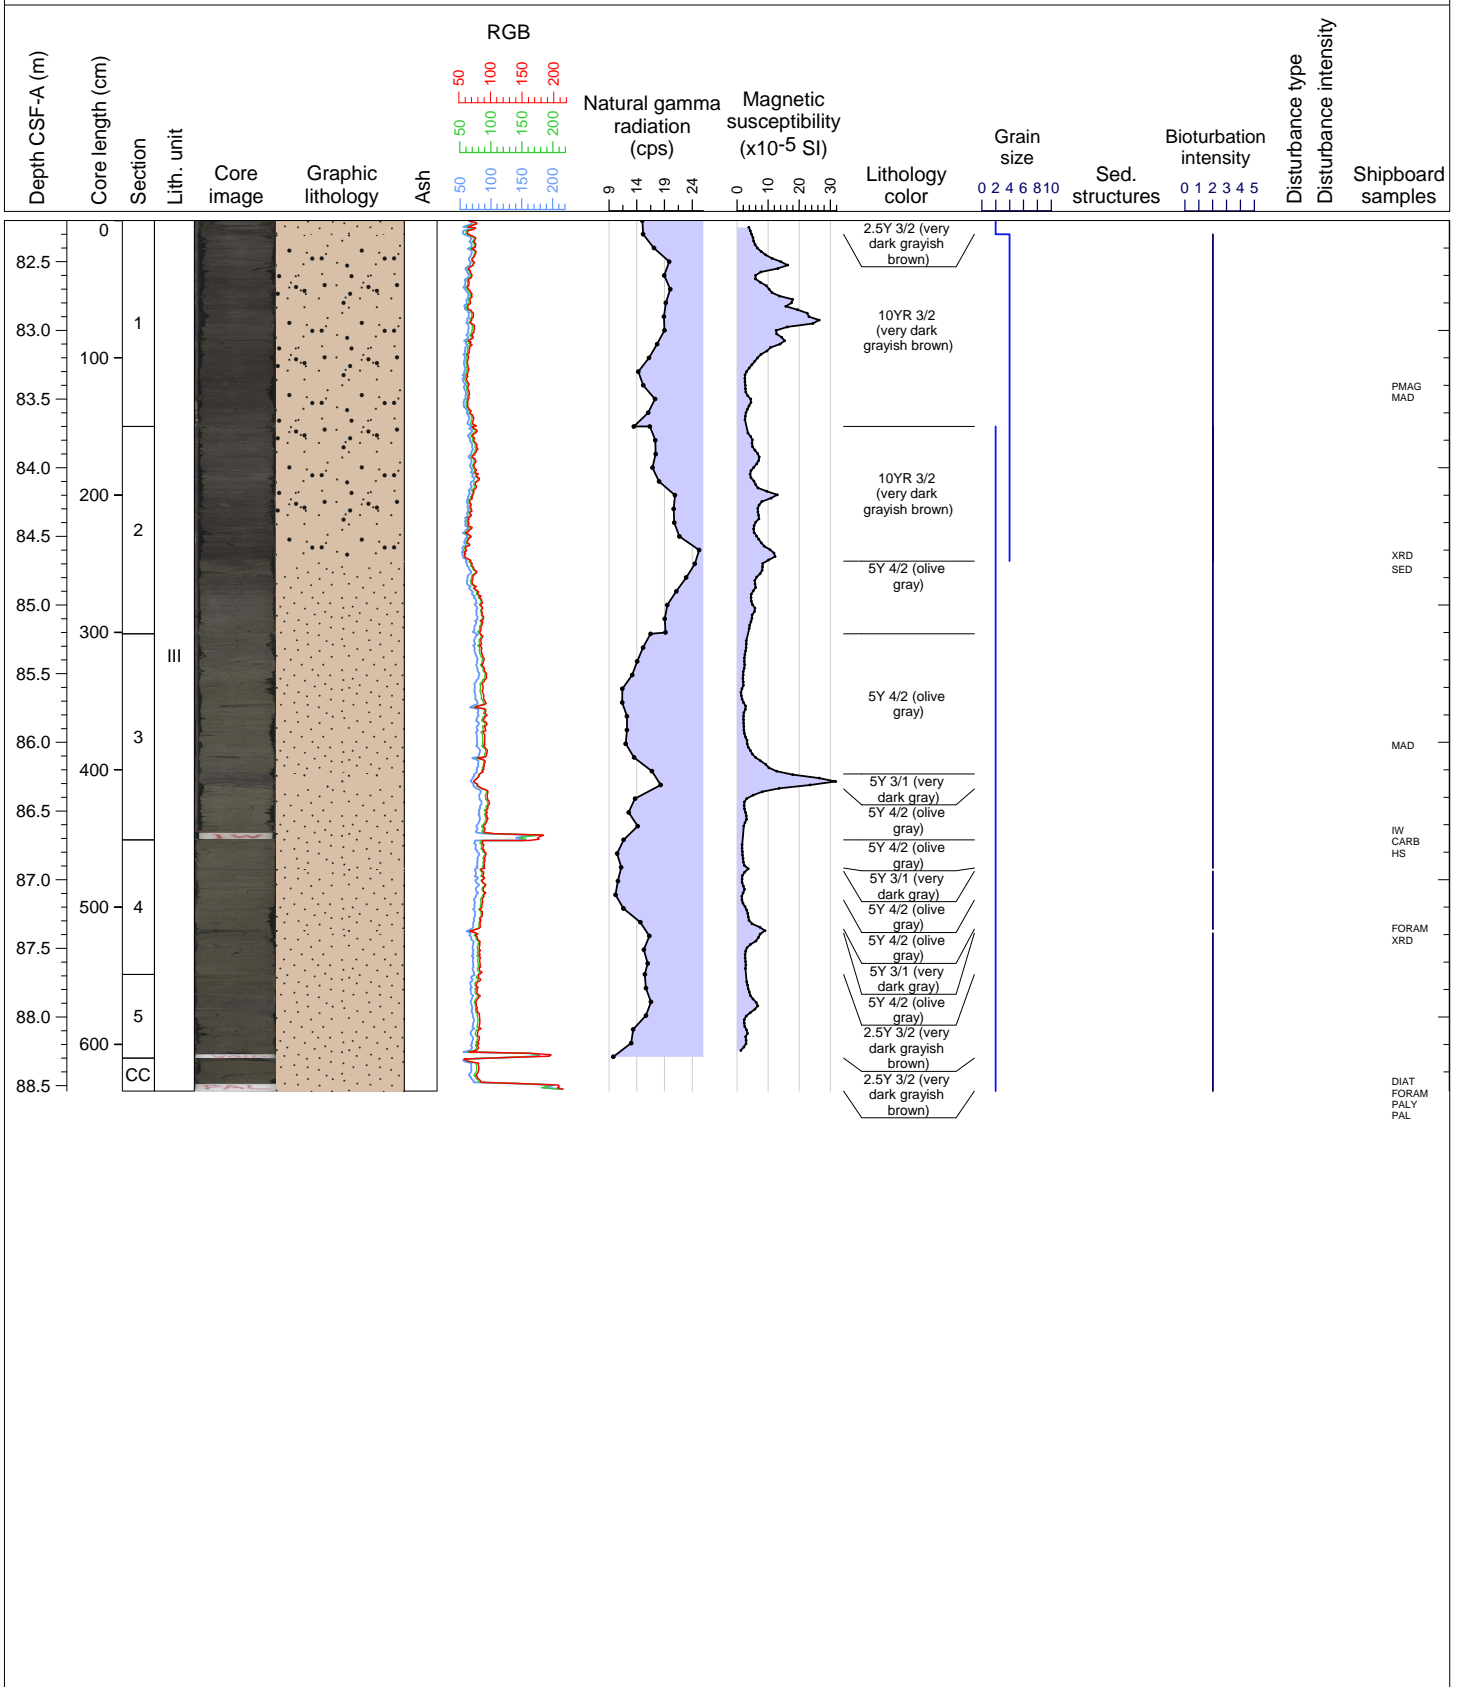 RGB
50 100 150 200
50 100 150 200
50 100 150 200
Depth CSF-A (m)
Core length (cm)
Section
Lith. unit
Core
image
Graphic
lithology
Ash
Natural gamma
radiation
(cps)
9 14 19 24
Magnetic
susceptibility
(x10-5 SI)
0 10 20 30
Lithology
color
Grain
size
0 2 4 6 8 10
Sed.
structures
Bioturbation
intensity
0 1 2 3 4 5
Disturbance type
Disturbance intensity
Shipboard
samples
82.5
83.0
83.5
84.0
84.5
85.0
85.5
86.0
86.5
87.0
87.5
88.0
88.5
0
100
200
300
400
500
600
1
2
3
4
5
CC
III
IW
PAL
2.5Y 3/2 (very
dark grayish
brown)
10YR 3/2
(very dark
grayish brown)
10YR 3/2
(very dark
grayish brown)
5Y 4/2 (olive
gray)
5Y 4/2 (olive
gray)
5Y 3/1 (very
dark gray)
5Y 4/2 (olive
gray)
5Y 4/2 (olive
gray)
5Y 3/1 (very
dark gray)
5Y 4/2 (olive
gray)
5Y 4/2 (olive
gray)
5Y 3/1 (very
dark gray)
5Y 4/2 (olive
gray)
2.5Y 3/2 (very
dark grayish
brown)
2.5Y 3/2 (very
dark grayish
brown)
PMAG
MAD
XRD
SED
MAD
IW
CARB
HS
FORAM
XRD
DIAT
FORAM
PALY
PAL